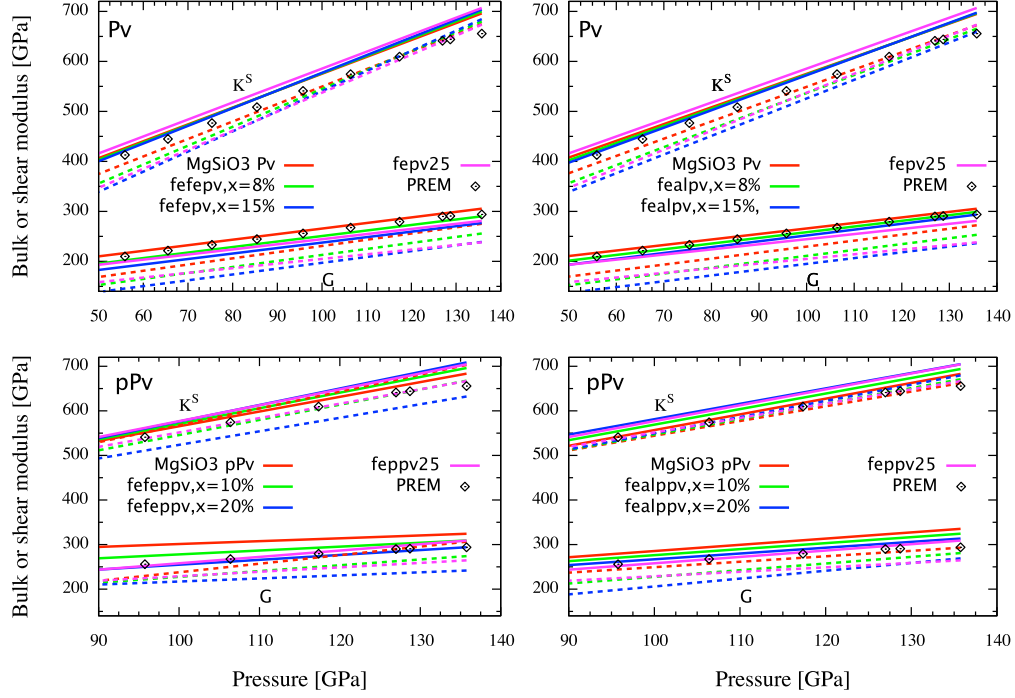 Pv
Bulk or shear modulus [GPa]
700
600
500
400
300
200
K^S
MgSiO3 Pv
fefepv,x=8%
fefepv,x=15%
fepv25
PREM
G
50 60 70 80 90 100 110 120 130 140
Pv
700
600
500
400
300
200
K^S
MgSiO3 Pv
fealpv,x=8%
fealpv,x=15%,
fepv25
PREM
G
50 60 70 80 90 100 110 120 130 140
pPv
Bulk or shear modulus [GPa]
700
600
500
400
300
200
K^S
MgSiO3 pPv
fefeppv,x=10%
fefeppv,x=20%
feppv25
PREM
G
90 100 110 120 130 140
Pressure [GPa]
pPv
700
600
500
400
300
200
K^S
MgSiO3 pPv
fealppv,x=10%
fealppv,x=20%
feppv25
PREM
G
90 100 110 120 130 140
Pressure [GPa]